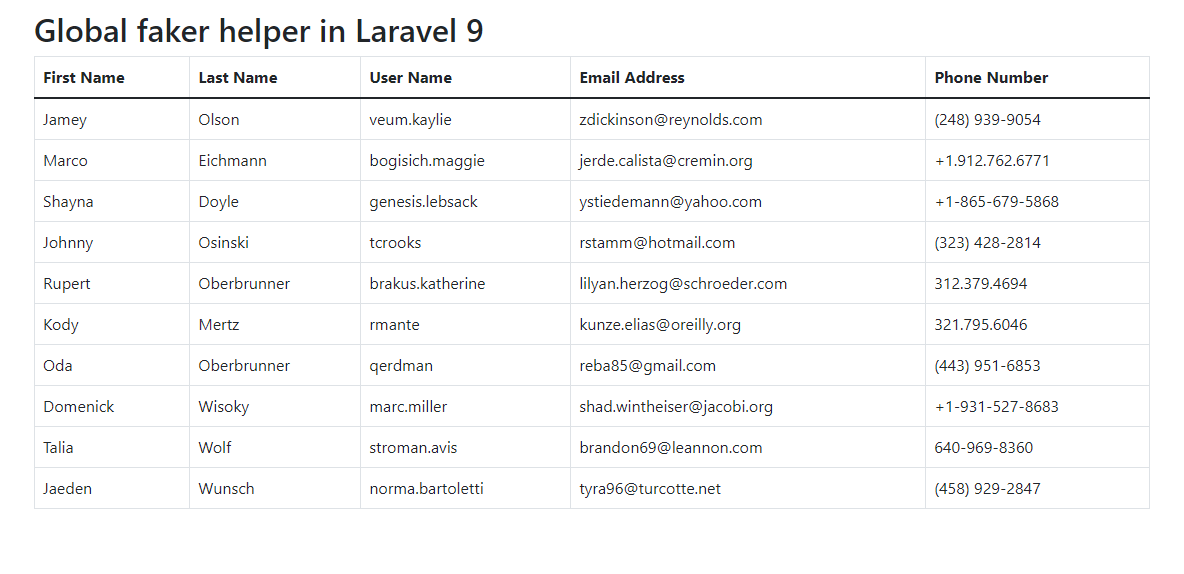 Global faker helper in Laravel 9
First Name Last Name User Name Email Address Phone Number
Jamey Olson veum.kaylie zdickinson@reynolds.com (248) 939-9054
Marco Eichmann bogisich.maggie jerde.calista@cremin.org +1.912.762.6771
Shayna Doyle genesis.lebsack ystiedemann@yahoo.com +1-865-679-5868
Johnny Osinski tcrooks rstamm@hotmail.com (323) 428-2814
Rupert Oberbrunner brakus.katherine lilyan.herzog@schroeder.com 312.379.4694
Kody Mertz rmante kunze.elias@oreilly.org 321.795.6046
Oda Oberbrunner qerdman reba85@gmail.com (443) 951-6853
Domenick Wisoky marc.miller shad.wintheiser@jacobi.org +1-931-527-8683
Talia Wolf stroman.avis brandon69@leannon.com 640-969-8360
Jaeden Wunsch norma.bartoletti tyra96@turcotte.net (458) 929-2847